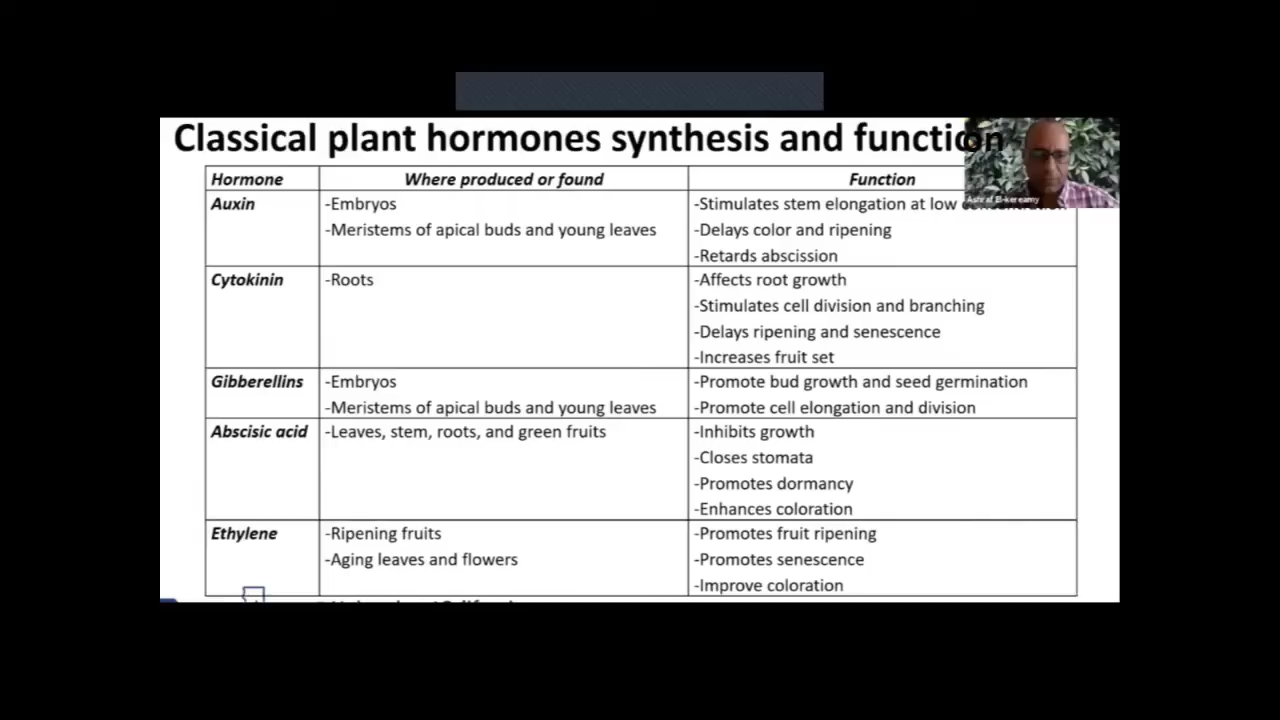 Classical plant hormones synthesis and function
Ashraf El-kereamy
Hormone Where produced or found Function
Auxin -Embryos -Stimulates stem elongation at low concentration
-Meristems of apical buds and young leaves -Delays color and ripening
-Retards abscission
Cytokinin -Roots -Affects root growth
-Stimulates cell division and branching
-Delays ripening and senescence
-Increases fruit set
Gibberellins -Embryos -Promote bud growth and seed germination
-Meristems of apical buds and young leaves -Promote cell elongation and division
Abscisic acid -Leaves, stem, roots, and green fruits -Inhibits growth
-Closes stomata
-Promotes dormancy
-Enhances coloration
Ethylene -Ripening fruits -Promotes fruit ripening
-Aging leaves and flowers -Promotes senescence
-Improve coloration